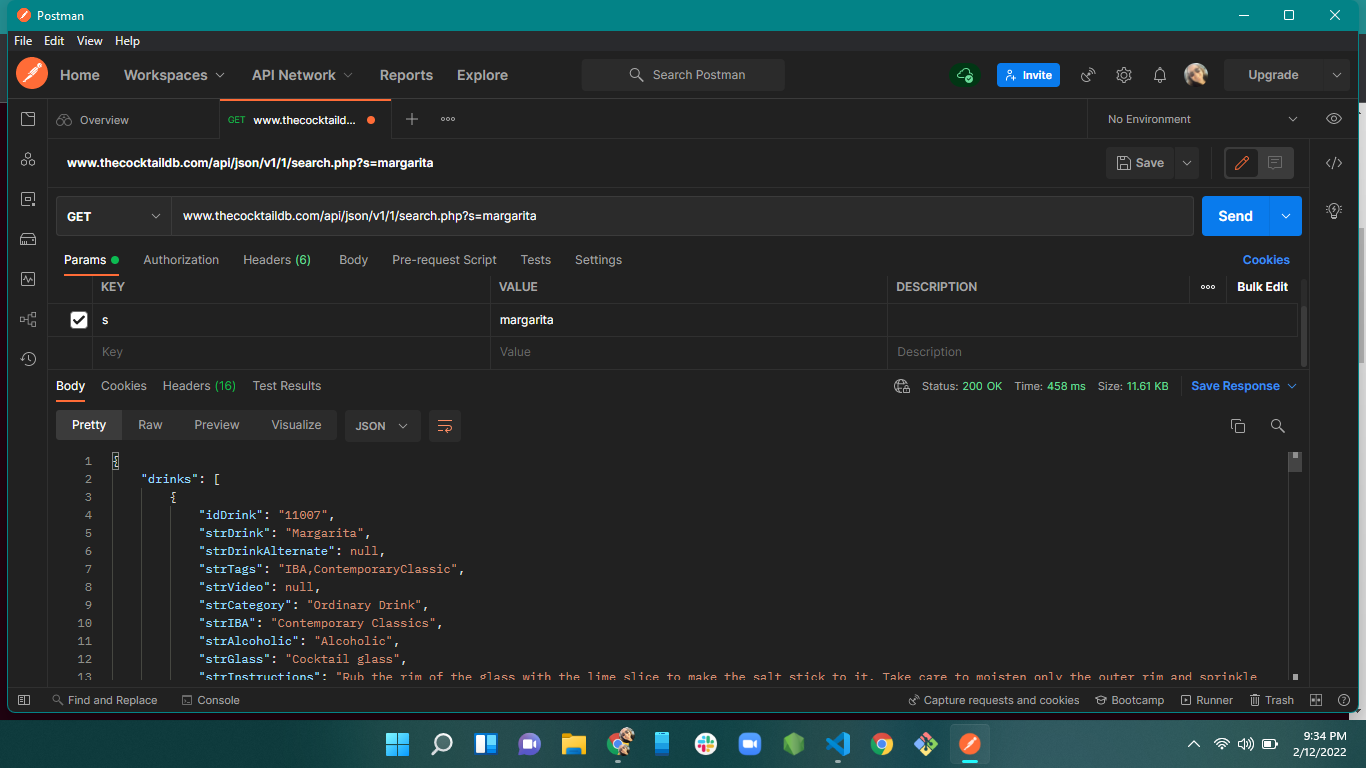 Postman
File Edit View Help
Home Workspaces API Network Reports Explore Search Postman Invite Upgrade
Overview GET www.thecocktaild... No Environment
www.thecocktaildb.com/api/json/v1/1/search.php?s=margarita Save
GET www.thecocktaildb.com/api/json/v1/1/search.php?s=margarita Send
Params Authorization Headers (6) Body Pre-request Script Tests Settings Cookies
KEY VALUE DESCRIPTION Bulk Edit
s margarita
Key Value Description
Body Cookies Headers (16) Test Results Status: 200 OK Time: 458 ms Size: 11.61 KB Save Response
Pretty Raw Preview Visualize JSON
1 {
2 "drinks": [
3 {
4 "idDrink": "11007",
5 "strDrink": "Margarita",
6 "strDrinkAlternate": null,
7 "strTags": "IBA,ContemporaryClassic",
8 "strVideo": null,
9 "strCategory": "Ordinary Drink",
10 "strIBA": "Contemporary Classics",
11 "strAlcoholic": "Alcoholic",
12 "strGlass": "Cocktail glass",
13 "strInstructions": "Rub the rim of the glass with the lime slice to make the salt stick to it. Take care to moisten only the outer rim and sprinkle
Find and Replace Console Capture requests and cookies Bootcamp Runner Trash
9:34 PM
2/12/2022